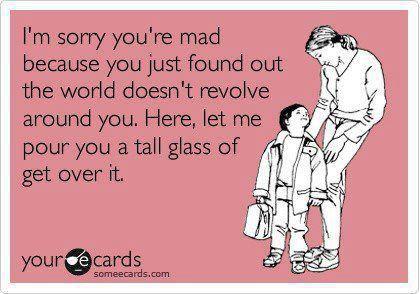 I'm sorry you're mad
because you just found out
the world doesn't revolve
around you. Here, let me
pour you a tall glass of
get over it.
your e cards
someecards.com